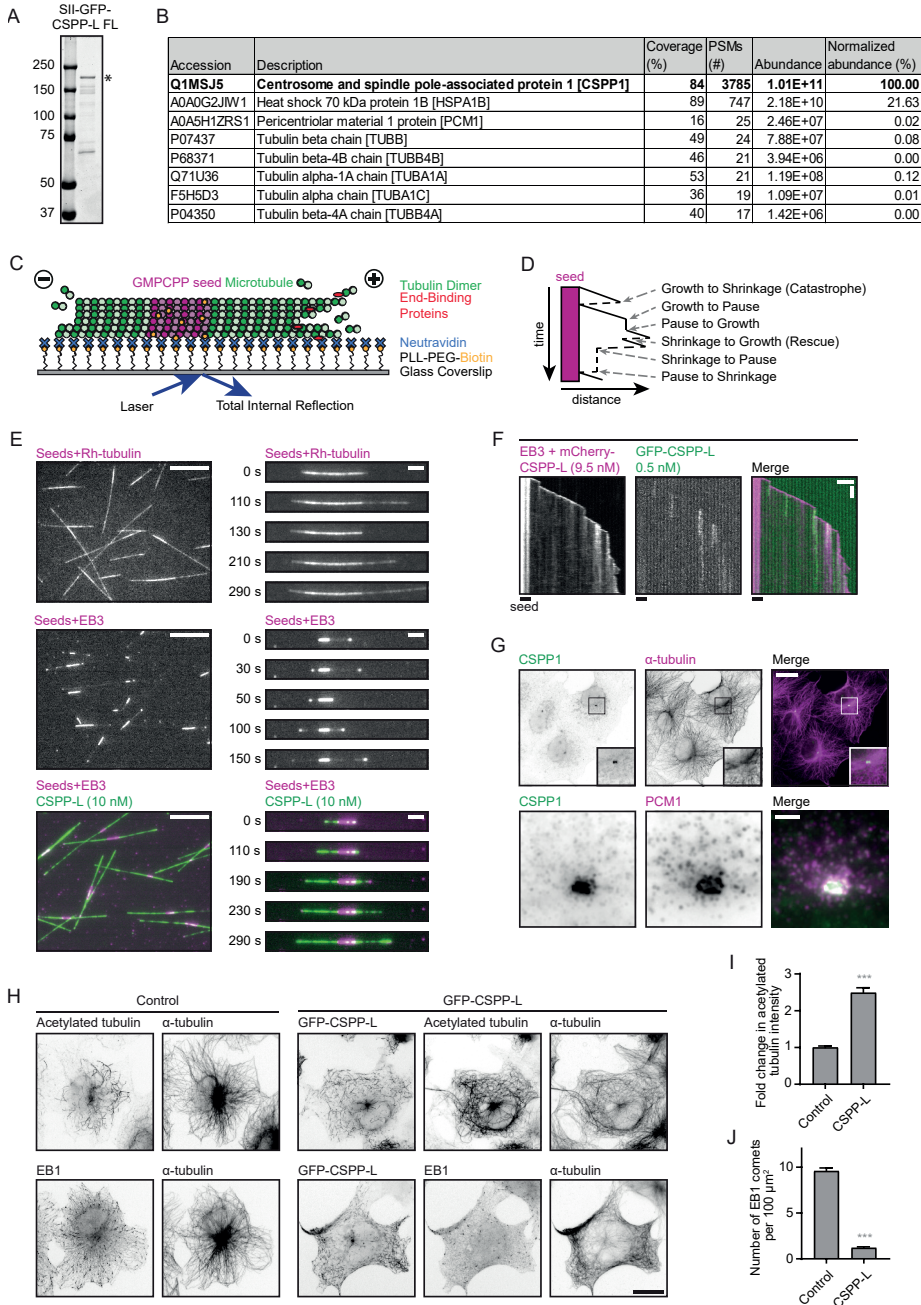 A
SII-GFP-
CSPP-L FL
250
150
100
75
50
37
*
B
Accession Description Coverage (%) PSMs (#) Abundance Normalized abundance (%)
Q1MSJ5 Centrosome and spindle pole-associated protein 1 [CSPP1] 84 3785 1.01E+11 100.00
A0A0G2JIW1 Heat shock 70 kDa protein 1B [HSPA1B] 89 747 2.18E+10 21.63
A0A5H1ZRS1 Pericentriolar material 1 protein [PCM1] 16 25 2.46E+07 0.02
P07437 Tubulin beta chain [TUBB] 49 24 7.88E+07 0.08
P68371 Tubulin beta-4B chain [TUBB4B] 46 21 3.94E+06 0.00
Q71U36 Tubulin alpha-1A chain [TUBA1A] 53 21 1.19E+08 0.12
F5H5D3 Tubulin alpha chain [TUBA1C] 36 19 1.09E+07 0.01
P04350 Tubulin beta-4A chain [TUBB4A] 40 17 1.42E+06 0.00
C
−
GMPCPP seed Microtubule
+
Tubulin Dimer
End-Binding
Proteins
Neutravidin
PLL-PEG-Biotin
Glass Coverslip
Laser
Total Internal Reflection
D
seed
time
distance
Growth to Shrinkage (Catastrophe)
Growth to Pause
Pause to Growth
Shrinkage to Growth (Rescue)
Shrinkage to Pause
Pause to Shrinkage
E
Seeds+Rh-tubulin
Seeds+Rh-tubulin
0 s
110 s
130 s
210 s
290 s
Seeds+EB3
Seeds+EB3
0 s
30 s
50 s
100 s
150 s
Seeds+EB3
CSPP-L (10 nM)
Seeds+EB3
CSPP-L (10 nM)
0 s
110 s
190 s
230 s
290 s
F
EB3 + mCherry-
CSPP-L (9.5 nM)
GFP-CSPP-L
0.5 nM)
Merge
seed
G
CSPP1
α-tubulin
Merge
CSPP1
PCM1
Merge
H
Control
GFP-CSPP-L
Acetylated tubulin
α-tubulin
GFP-CSPP-L
Acetylated tubulin
α-tubulin
EB1
α-tubulin
GFP-CSPP-L
EB1
α-tubulin
I
Fold change in acetylated
tubulin intensity
3
2
1
0
***
Control
CSPP-L
J
Number of EB1 comets
per 100 µm²
10
5
0
***
Control
CSPP-L